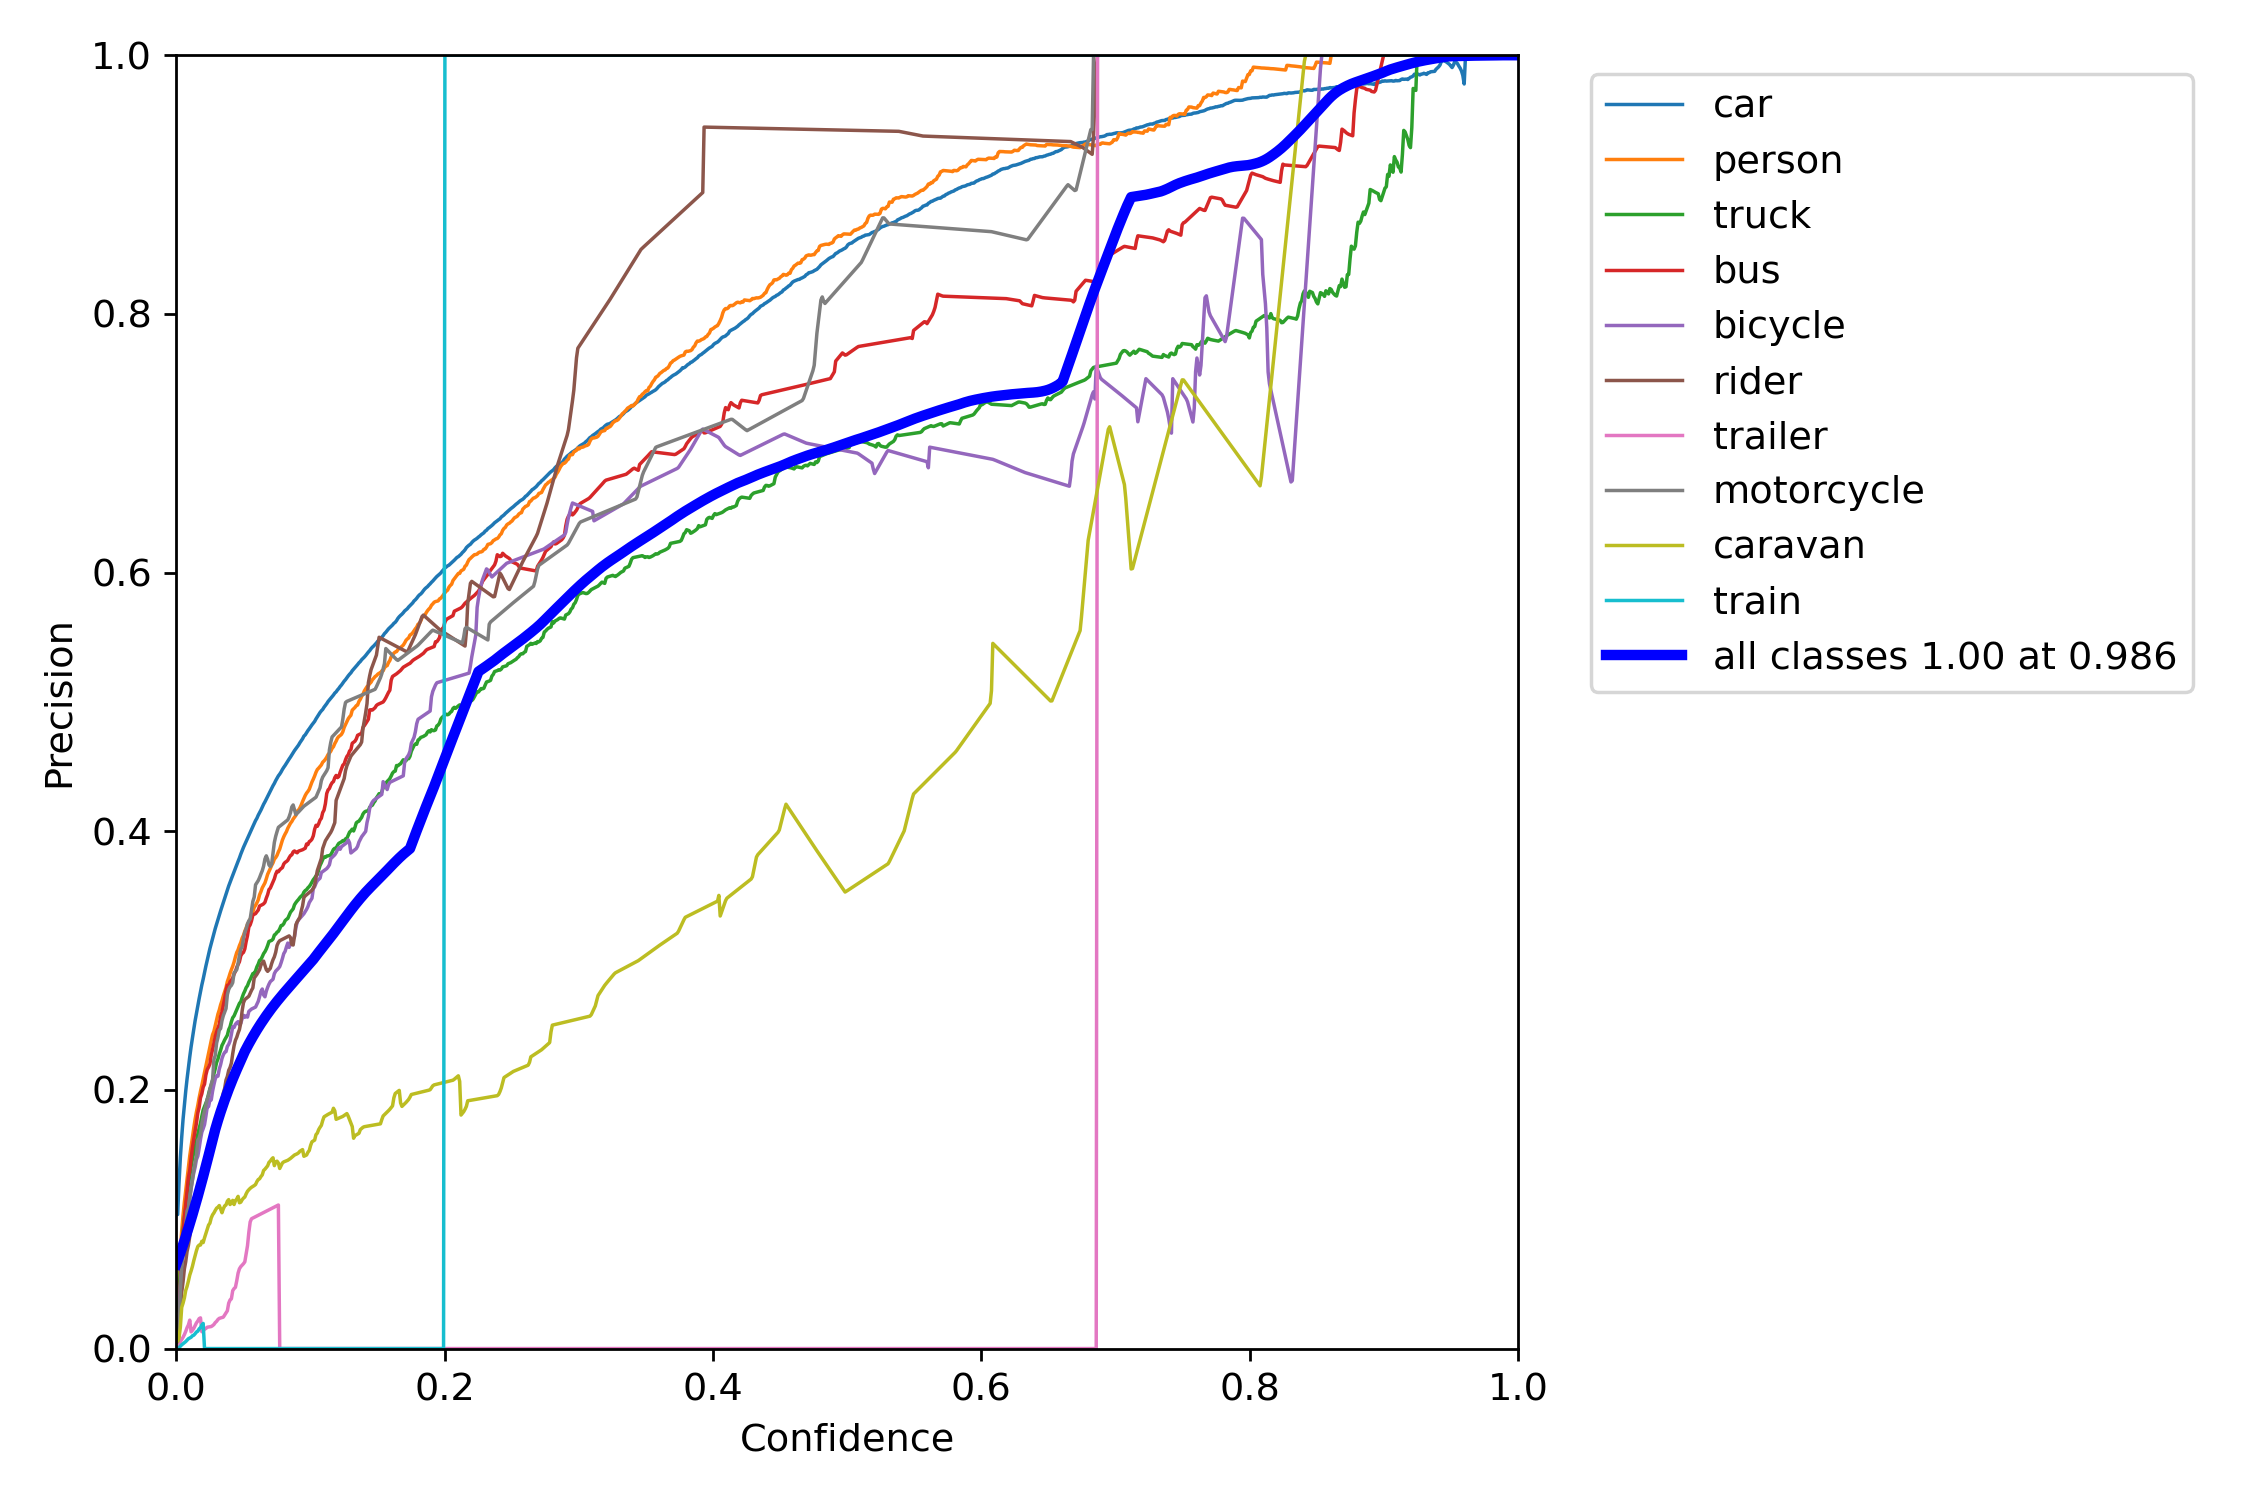 1.0
0.8
0.6
0.4
0.2
0.0
Precision
0.0 0.2 0.4 0.6 0.8 1.0
Confidence
car
person
truck
bus
bicycle
rider
trailer
motorcycle
caravan
train
all classes 1.00 at 0.986